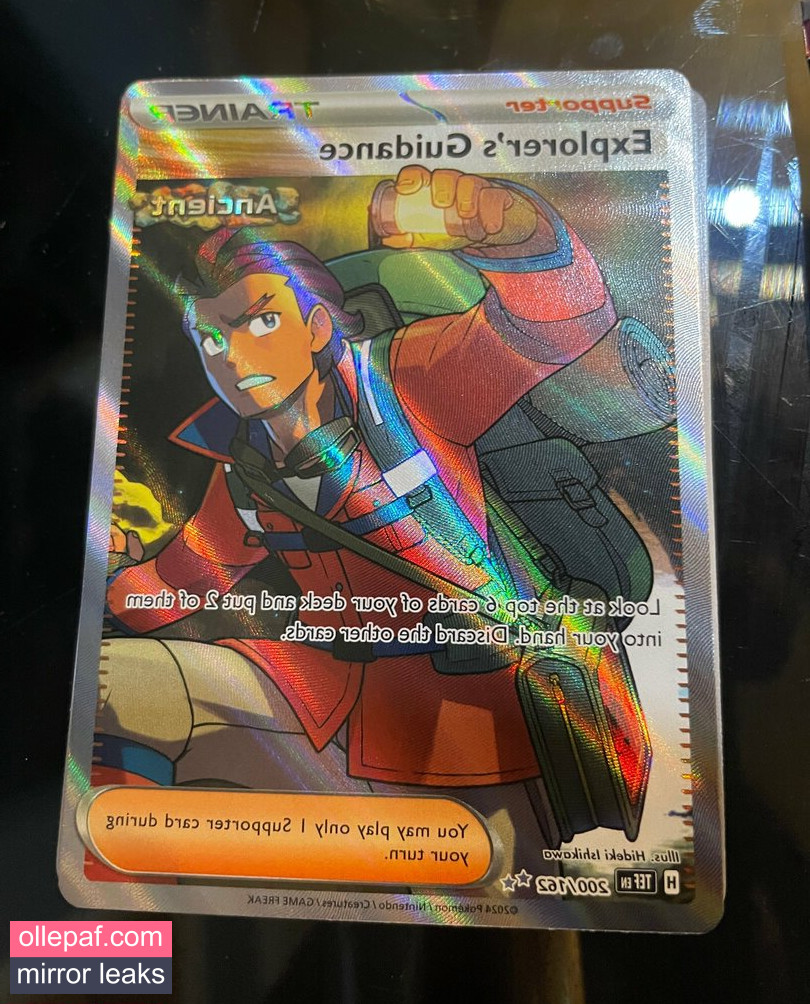 Supporter TRAINER
Explorer's Guidance
Ancient
Look at the top 6 cards of your deck and put 2 of them
into your hand. Discard the other cards.
You may play only 1 Supporter card during
your turn.
Illus. Hideki Ishikawa
H TEF EN 200/162
©2024 Pokémon / Nintendo / Creatures / GAME FREAK
ollepaf.com
mirror leaks